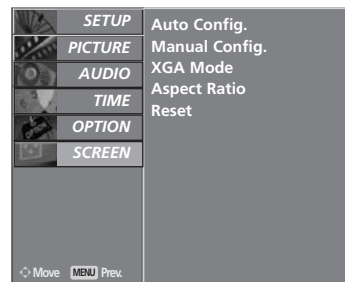 SETUP
PICTURE
AUDIO
TIME
OPTION
SCREEN
Auto Config.
Manual Config.
XGA Mode
Aspect Ratio
Reset
Move MENU Prev.